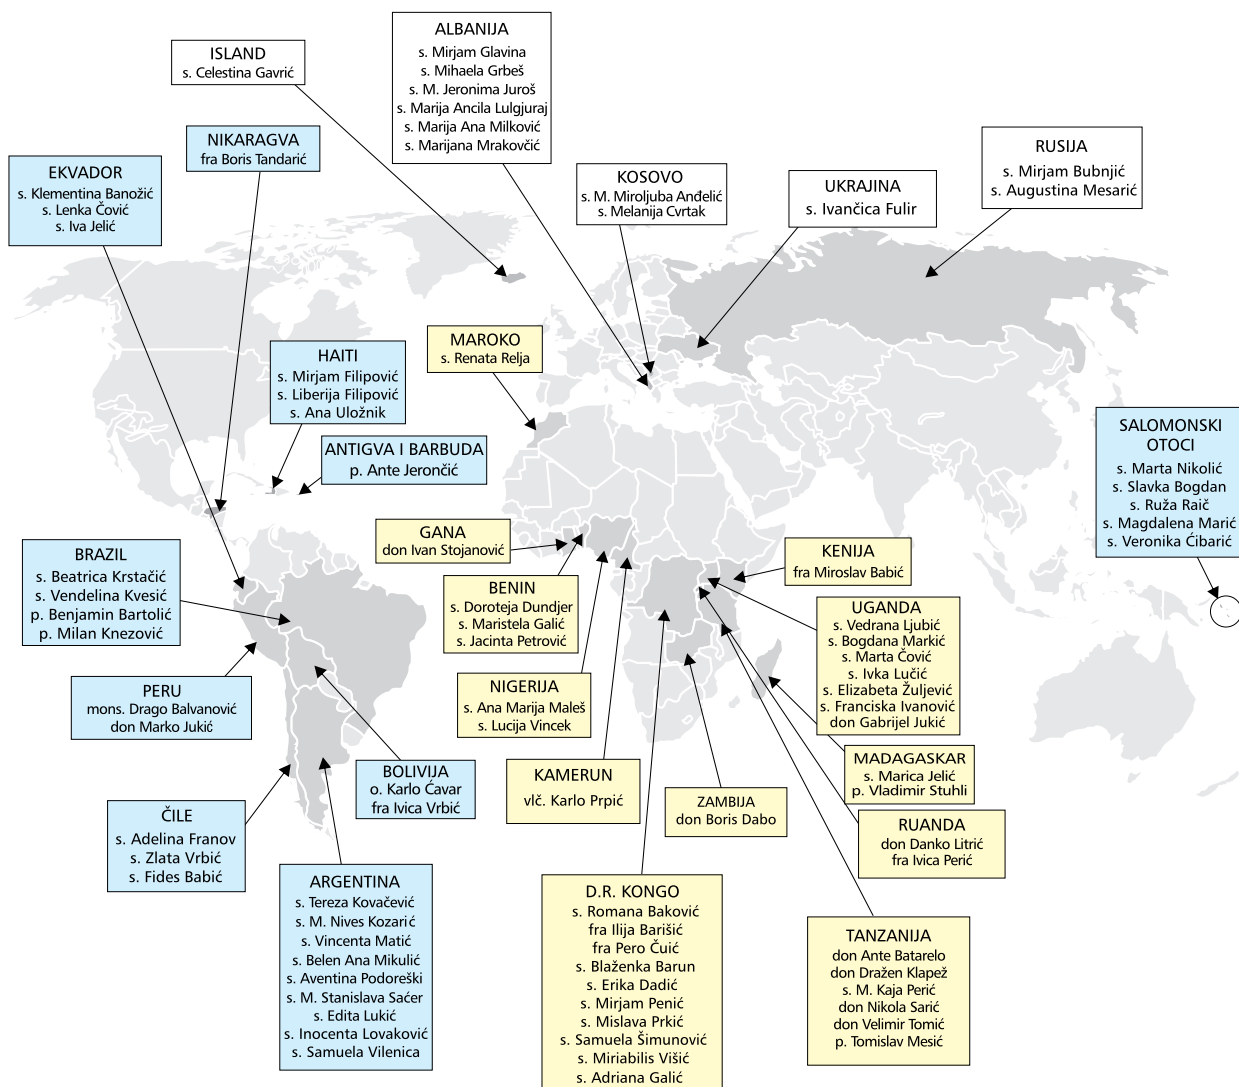 ISLAND
s. Celestina Gavrić
ALBANIJA
s. Mirjam Glavina
s. Mihaela Grbeš
s. M. Jeronima Juroš
s. Marija Ancila Lulgjuraj
s. Marija Ana Milković
s. Marijana Mrakovčić
NIKARAGVA
fra Boris Tandarić
EKVADOR
s. Klementina Banožić
s. Lenka Čović
s. Iva Jelić
KOSOVO
s. M. Miroljuba Anđelić
s. Melanija Cvrtak
UKRAJINA
s. Ivančica Fulir
RUSIJA
s. Mirjam Bubnjić
s. Augustina Mesarić
MAROKO
s. Renata Relja
HAITI
s. Mirjam Filipović
s. Liberija Filipović
s. Ana Uložnik
ANTIGVA I BARBUDA
p. Ante Jerončić
SALOMONSKI
OTOCI
s. Marta Nikolić
s. Slavka Bogdan
s. Ruža Raič
s. Magdalena Marić
s. Veronika Ćibarić
GANA
don Ivan Stojanović
BRAZIL
s. Beatrica Krstačić
s. Vendelina Kvesić
p. Benjamin Bartolić
p. Milan Knezović
BENIN
s. Doroteja Dundjer
s. Maristela Galić
s. Jacinta Petrović
KENIJA
fra Miroslav Babić
UGANDA
s. Vedrana Ljubić
s. Bogdana Markić
s. Marta Čović
s. Ivka Lučić
s. Elizabeta Žuljević
s. Franciska Ivanović
don Gabrijel Jukić
PERU
mons. Drago Balvanović
don Marko Jukić
NIGERIJA
s. Ana Marija Maleš
s. Lucija Vincek
MADAGASKAR
s. Marica Jelić
p. Vladimir Stuhli
BOLIVIJA
o. Karlo Ćavar
fra Ivica Vrbić
KAMERUN
vlč. Karlo Prpić
ZAMBIJA
don Boris Dabo
ČILE
s. Adelina Franov
s. Zlata Vrbić
s. Fides Babić
RUANDA
don Danko Litrić
fra Ivica Perić
ARGENTINA
s. Tereza Kovačević
s. M. Nives Kozarić
s. Vincenta Matić
s. Belen Ana Mikulić
s. Aventina Podoreški
s. M. Stanislava Saćer
s. Edita Lukić
s. Inocenta Lovaković
s. Samuela Vilenica
D.R. KONGO
s. Romana Baković
fra Ilija Barišić
fra Pero Čuić
s. Blaženka Barun
s. Erika Dadić
s. Mirjam Penić
s. Mislava Prkić
s. Samuela Šimunović
s. Miriabilis Višić
s. Adriana Galić
TANZANIJA
don Ante Batarelo
don Dražen Klapež
s. M. Kaja Perić
don Nikola Sarić
don Velimir Tomić
p. Tomislav Mesić